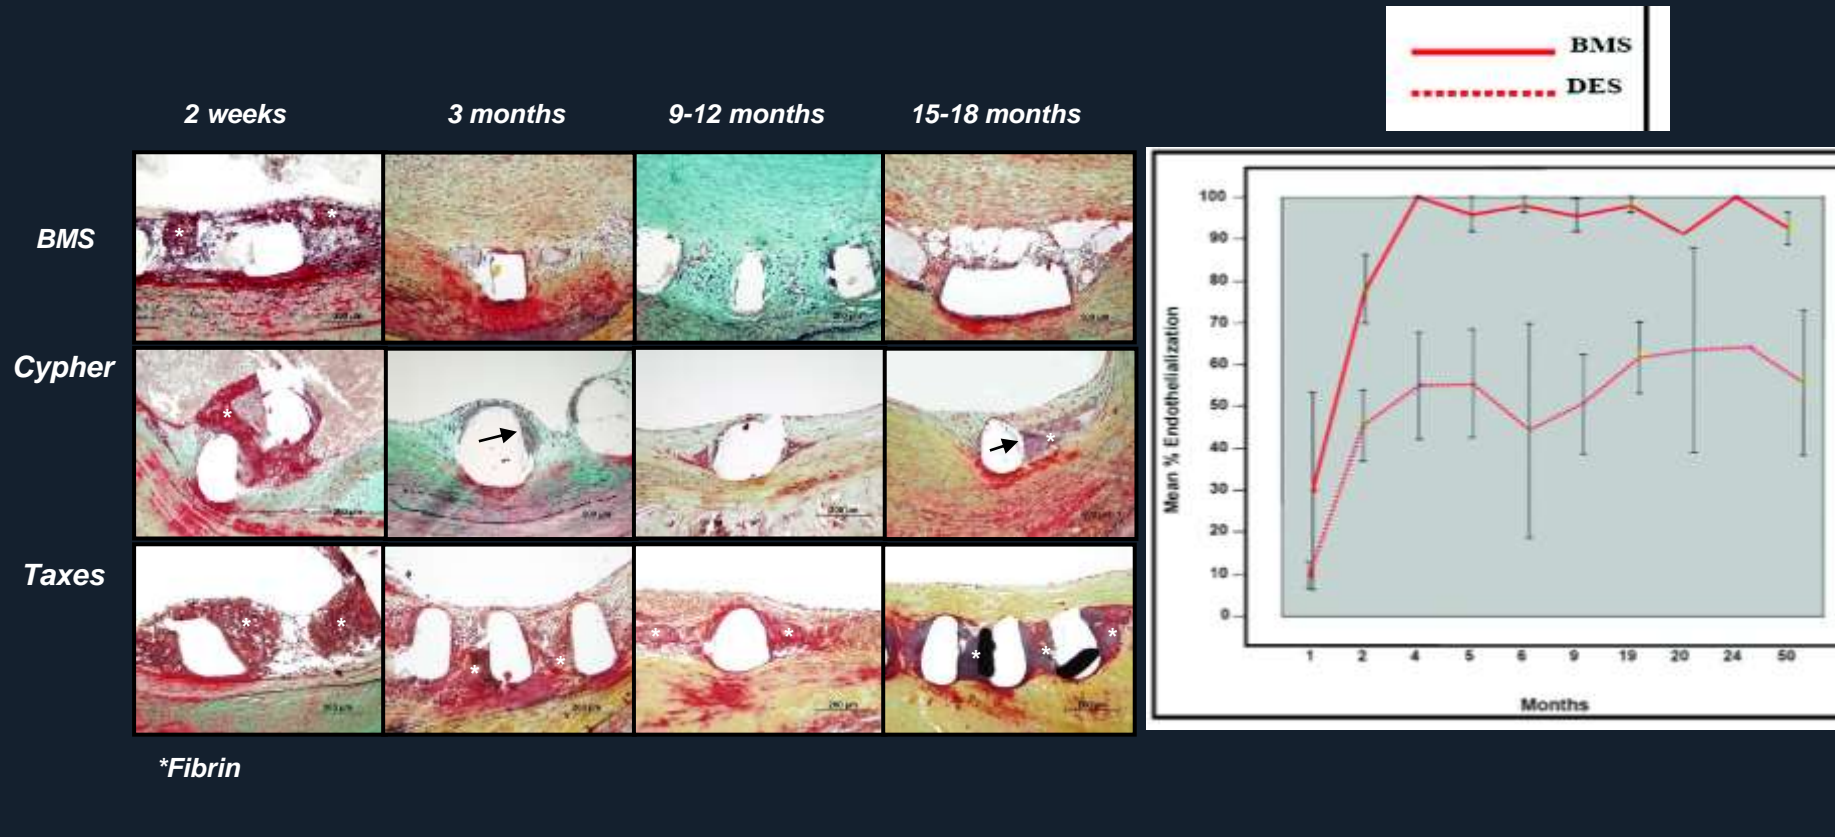 BMS
DES
2 weeks 3 months 9-12 months 15-18 months
BMS
Cypher
Taxes
*Fibrin
Mean % Endothelialization
100
90
80
70
60
50
40
30
20
10
0
1 2 4 5 6 9 19 20 24 50
Months